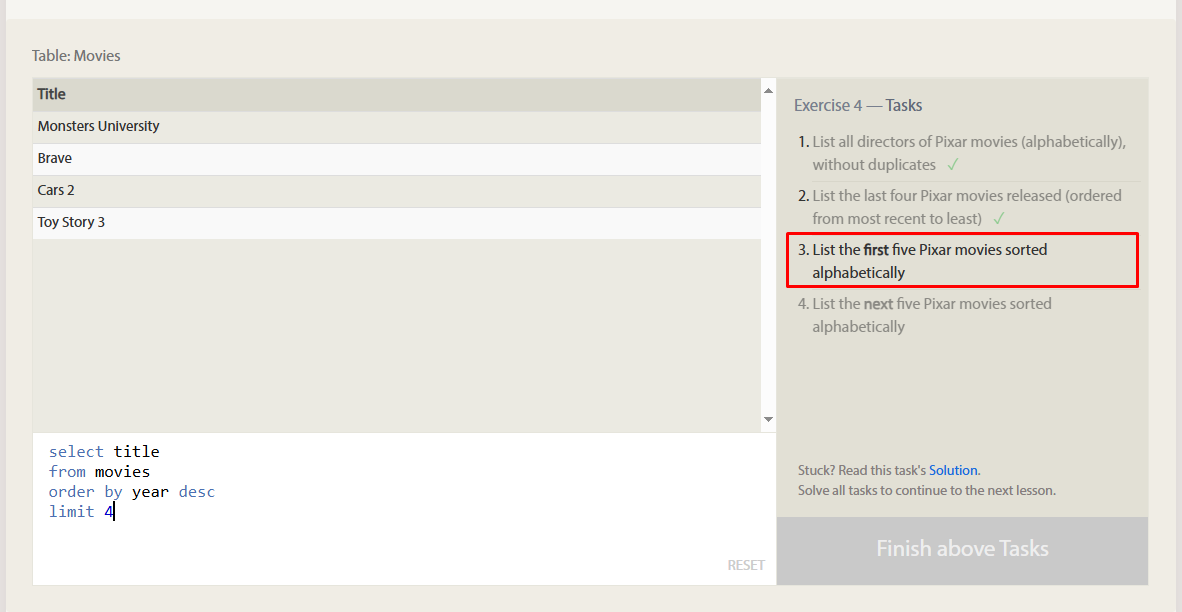 Table: Movies
Title
Monsters University
Brave
Cars 2
Toy Story 3
select title
from movies
order by year desc
limit 4
RESET
Exercise 4 — Tasks
1. List all directors of Pixar movies (alphabetically),
without duplicates ✓
2. List the last four Pixar movies released (ordered
from most recent to least) ✓
3. List the first five Pixar movies sorted
alphabetically
4. List the next five Pixar movies sorted
alphabetically
Stuck? Read this task's Solution.
Solve all tasks to continue to the next lesson.
Finish above Tasks